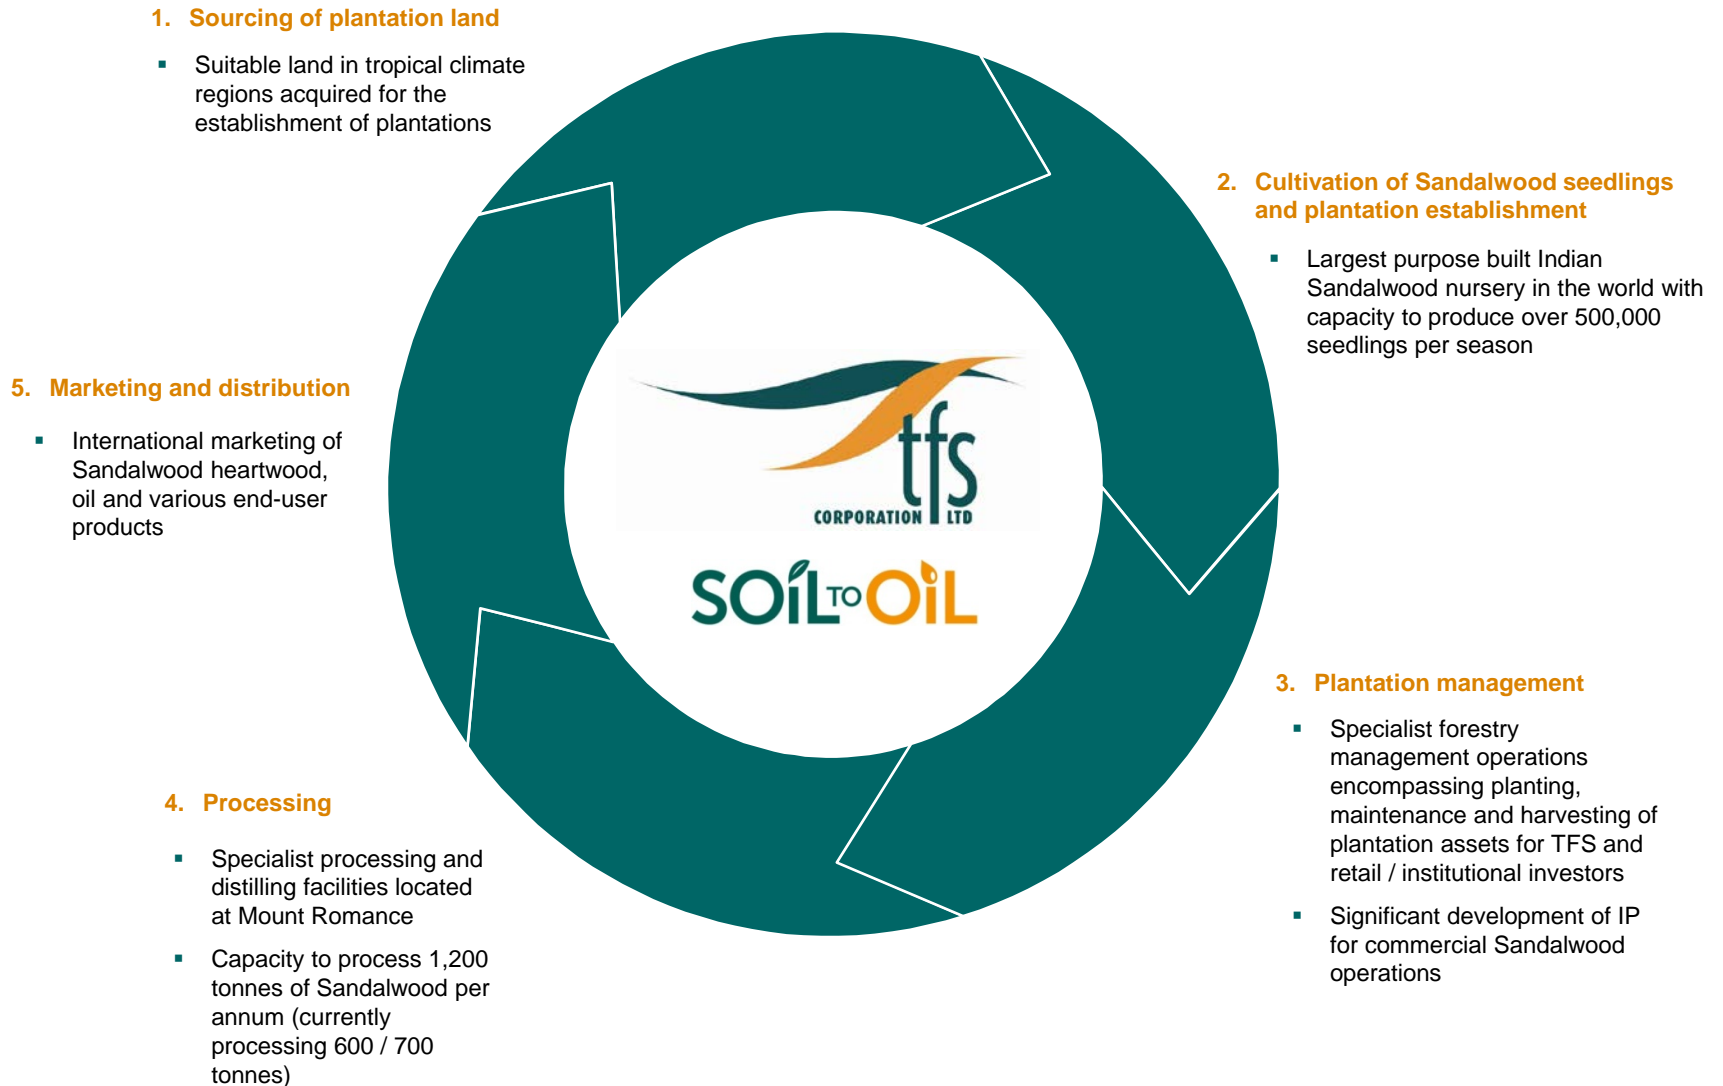 1. Sourcing of plantation land
▪ Suitable land in tropical climate
regions acquired for the
establishment of plantations
2. Cultivation of Sandalwood seedlings
and plantation establishment
▪ Largest purpose built Indian
Sandalwood nursery in the world with
capacity to produce over 500,000
seedlings per season
3. Plantation management
▪ Specialist forestry
management operations
encompassing planting,
maintenance and harvesting of
plantation assets for TFS and
retail / institutional investors
▪ Significant development of IP
for commercial Sandalwood
operations
4. Processing
▪ Specialist processing and
distilling facilities located
at Mount Romance
▪ Capacity to process 1,200
tonnes of Sandalwood per
annum (currently
processing 600 / 700
tonnes)
5. Marketing and distribution
▪ International marketing of
Sandalwood heartwood,
oil and various end-user
products
tfs
CORPORATION LTD
SOIL TO OIL